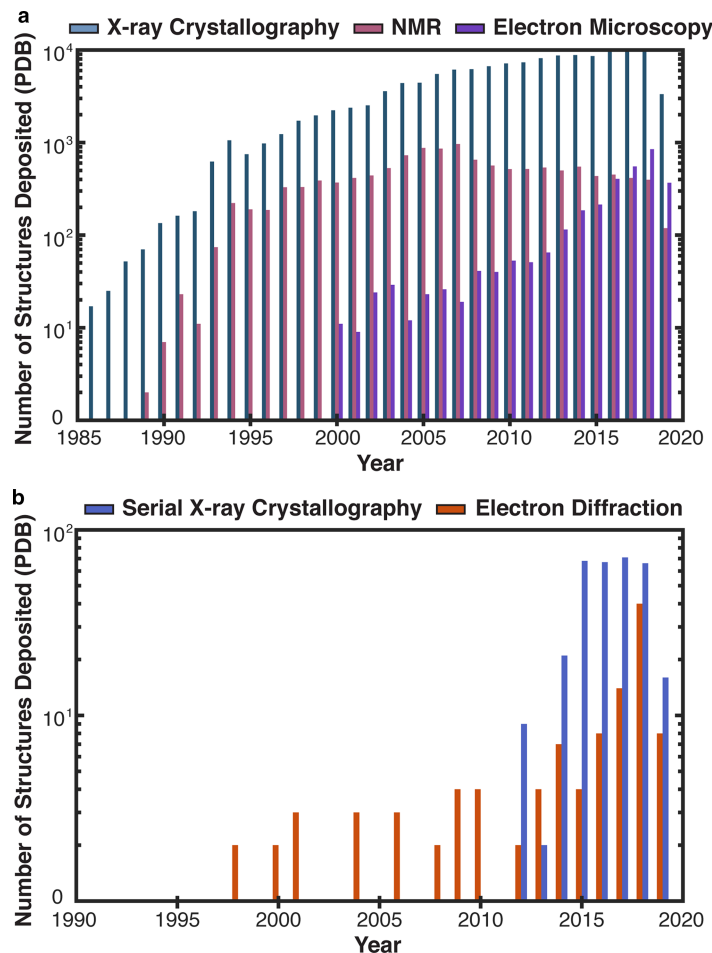 a
X-ray Crystallography NMR Electron Microscopy
Number of Structures Deposited (PDB)
10^4
10^3
10^2
10^1
0
1985 1990 1995 2000 2005 2010 2015 2020
Year
b
Serial X-ray Crystallography Electron Diffraction
Number of Structures Deposited (PDB)
10^2
10^1
0
1990 1995 2000 2005 2010 2015 2020
Year